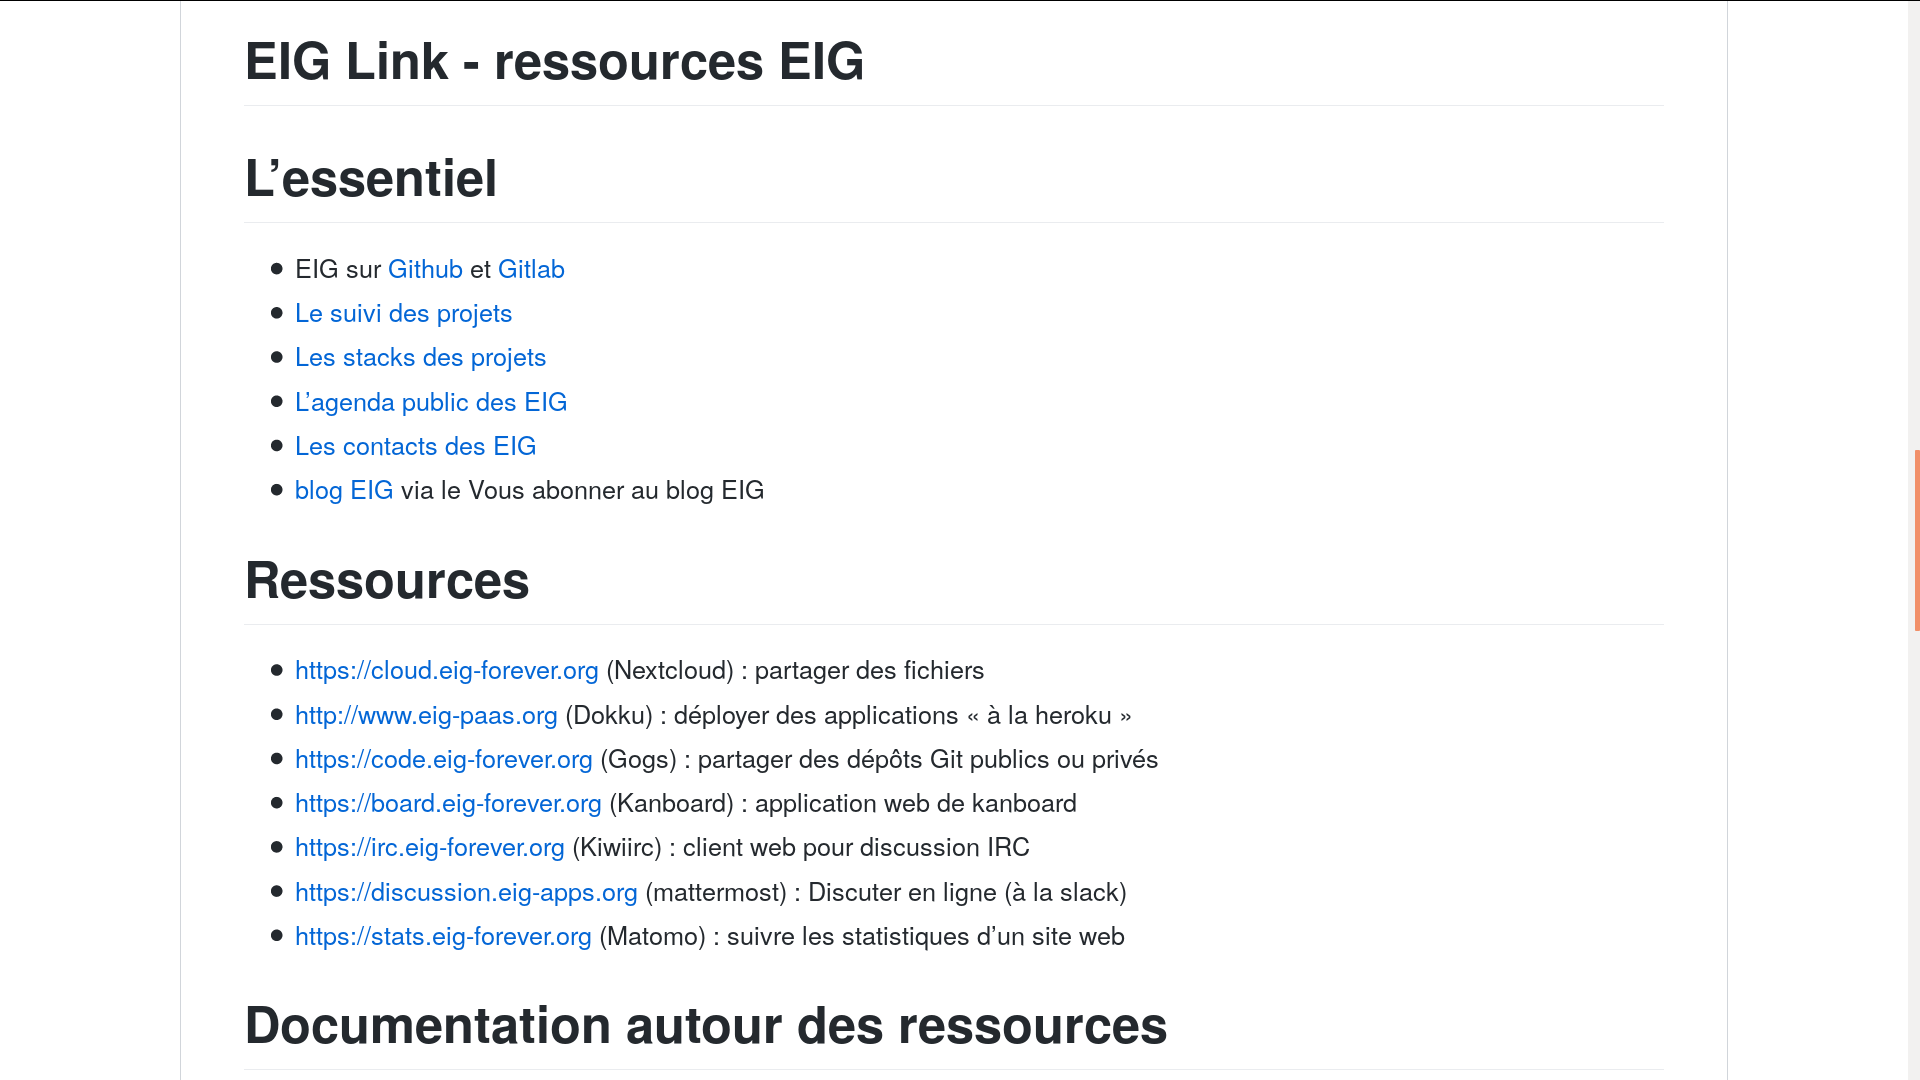 EIG Link - ressources EIG
L’essentiel
EIG sur Github et Gitlab
Le suivi des projets
Les stacks des projets
L’agenda public des EIG
Les contacts des EIG
blog EIG via le Vous abonner au blog EIG
Ressources
https://cloud.eig-forever.org (Nextcloud) : partager des fichiers
http://www.eig-paas.org (Dokku) : déployer des applications « à la heroku »
https://code.eig-forever.org (Gogs) : partager des dépôts Git publics ou privés
https://board.eig-forever.org (Kanboard) : application web de kanboard
https://irc.eig-forever.org (Kiwiirc) : client web pour discussion IRC
https://discussion.eig-apps.org (mattermost) : Discuter en ligne (à la slack)
https://stats.eig-forever.org (Matomo) : suivre les statistiques d’un site web
Documentation autour des ressources